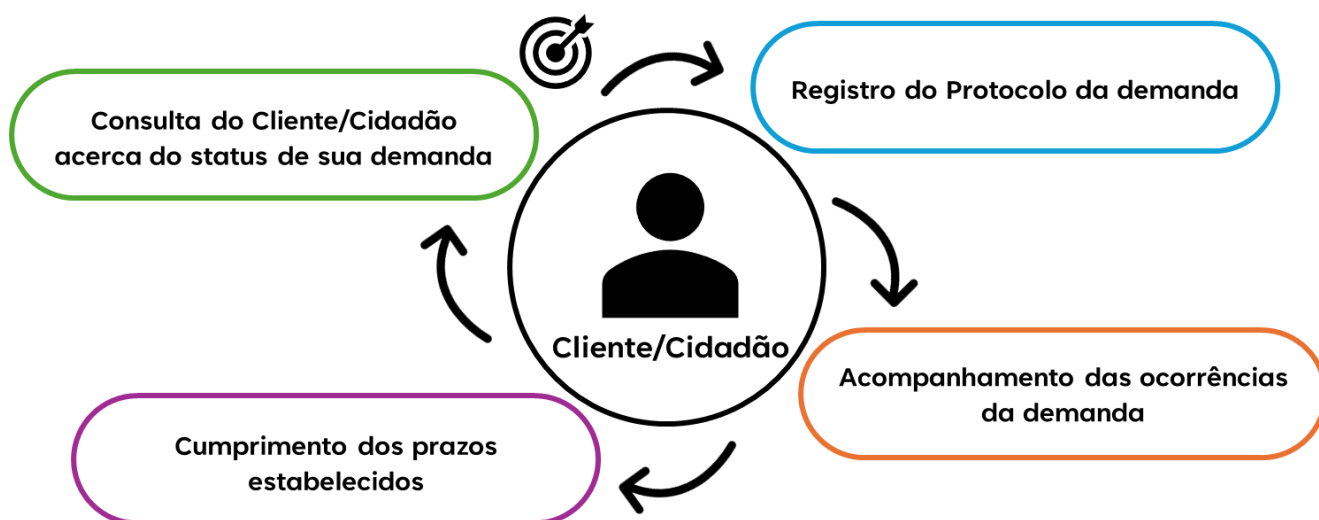 Consulta do Cliente/Cidadão
acerca do status de sua demanda
Registro do Protocolo da demanda
Cliente/Cidadão
Acompanhamento das ocorrências
da demanda
Cumprimento dos prazos
estabelecidos